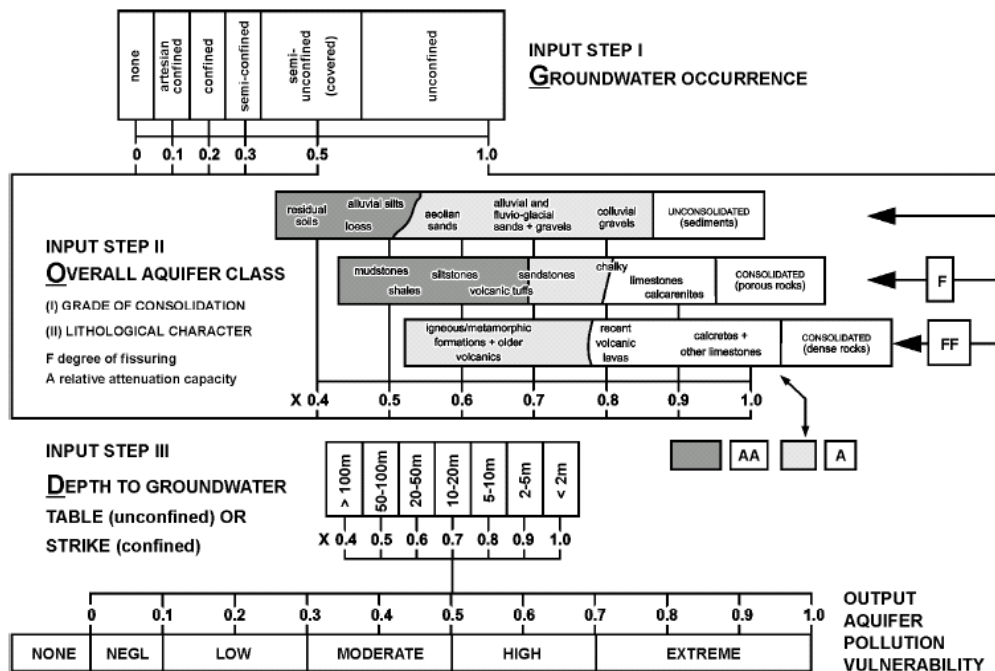 none
artesian
confined
confined
semi-confined
semi-
unconfined
(covered)
unconfined
INPUT STEP I
GROUNDWATER OCCURRENCE
0 0.1 0.2 0.3 0.5 1.0
INPUT STEP II
OVERALL AQUIFER CLASS
(I) GRADE OF CONSOLIDATION
(II) LITHOLOGICAL CHARACTER
F degree of fissuring
A relative attenuation capacity
residual
soils
alluvial silts
loess
aeolian
sands
alluvial and
fluvio-glacial
sands + gravels
colluvial
gravels
UNCONSOLIDATED
(sediments)
mudstones
shales
siltstones
volcanic tuffs
sandstones
chalky
limestones
calcarenites
CONSOLIDATED
(porous rocks)
F
igneous/metamorphic
formations + older
volcanics
recent
volcanic
lavas
calcretes +
other limestones
CONSOLIDATED
(dense rocks)
FF
X 0.4 0.5 0.6 0.7 0.8 0.9 1.0
AA A
INPUT STEP III
DEPTH TO GROUNDWATER
TABLE (unconfined) OR
STRIKE (confined)
> 100m
50-100m
20-50m
10-20m
5-10m
2-5m
< 2m
X 0.4 0.5 0.6 0.7 0.8 0.9 1.0
0 0.1 0.2 0.3 0.4 0.5 0.6 0.7 0.8 0.9 1.0
NONE NEGL LOW MODERATE HIGH EXTREME
OUTPUT
AQUIFER
POLLUTION
VULNERABILITY